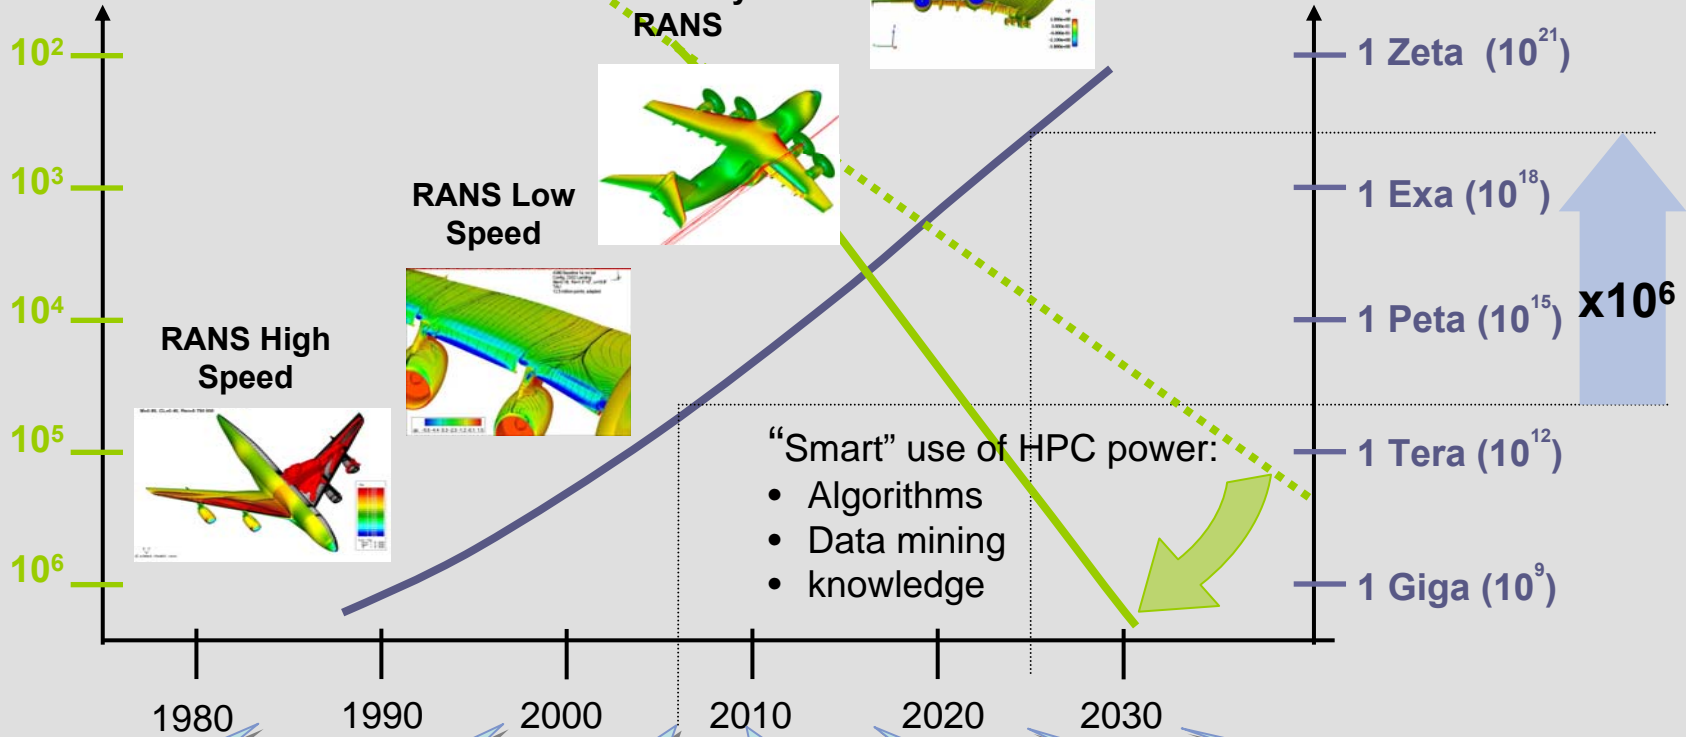 RANS
10²
1 Zeta (10²¹)
10³
RANS Low
Speed
1 Exa (10¹⁸)
10⁴
1 Peta (10¹⁵)
x10⁶
RANS High
Speed
10⁵
“Smart” use of HPC power:
• Algorithms
• Data mining
• knowledge
1 Tera (10¹²)
10⁶
1 Giga (10⁹)
1980
1990
2000
2010
2020
2030